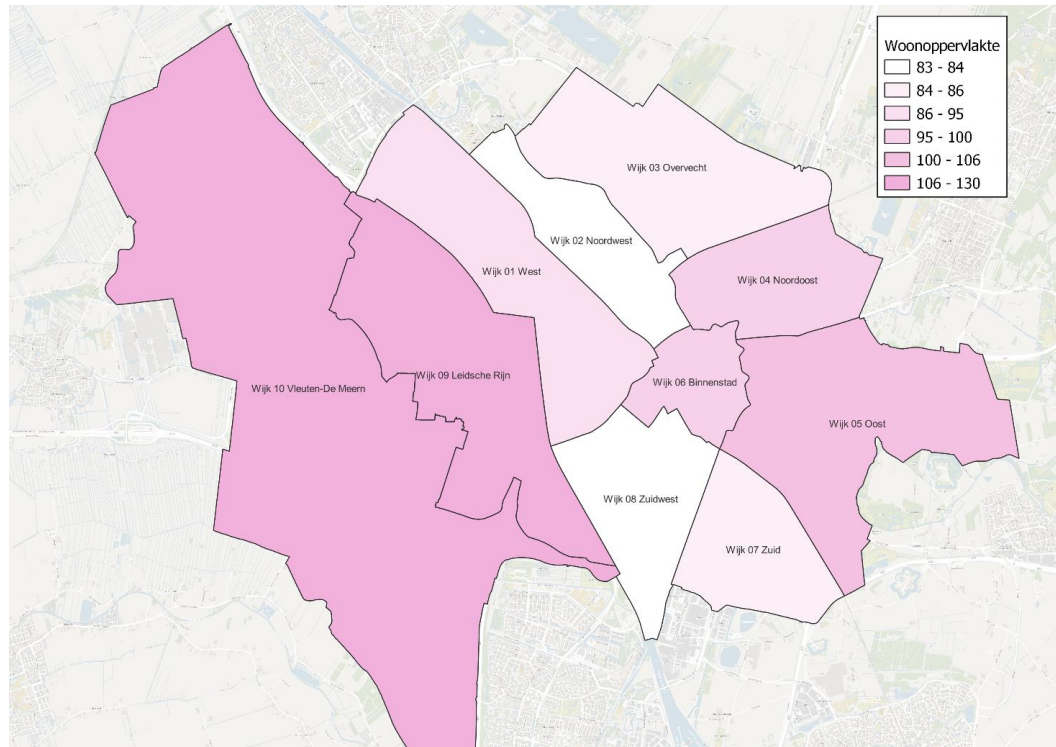 Woonoppervlakte
83 - 84
84 - 86
86 - 95
95 - 100
100 - 106
106 - 130
Wijk 03 Overvecht
Wijk 02 Noordwest
Wijk 01 West
Wijk 04 Noordoost
Wijk 09 Leidsche Rijn
Wijk 06 Binnenstad
Wijk 10 Vleuten-De Meern
Wijk 05 Oost
Wijk 08 Zuidwest
Wijk 07 Zuid